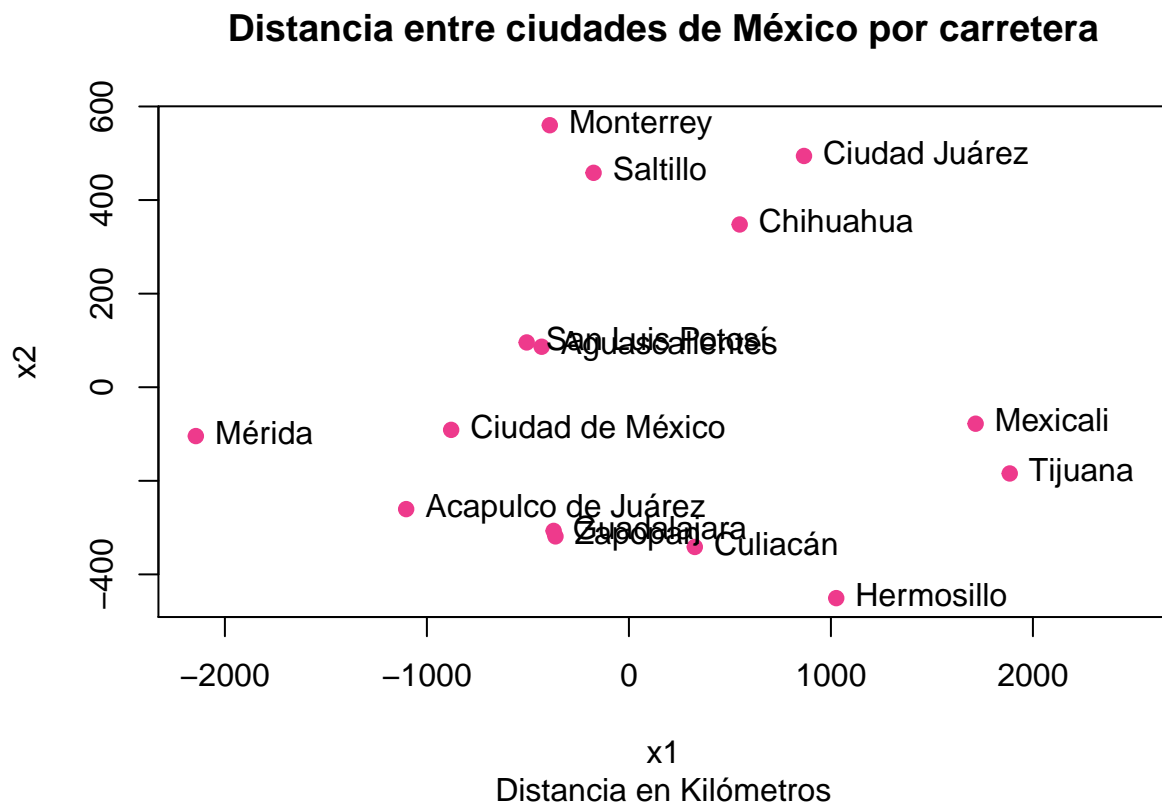 Distancia entre ciudades de México por carretera
600
400
200
0
−400
x2
Monterrey
Ciudad Juárez
Saltillo
Chihuahua
San Luis Potosí
Aguascalientes
Mérida
Ciudad de México
Mexicali
Tijuana
Acapulco de Juárez
Guadalajara
Zapopan
Culiacán
Hermosillo
−2000 −1000 0 1000 2000
x1
Distancia en Kilómetros